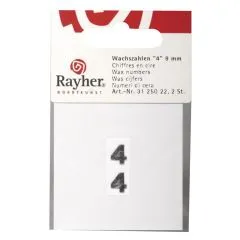 Rayher
HOBBYKUNST
Wachszahlen "4" 9 mm
Chiffres en cire
Wax numbers
Wax cijfers
Numeri di cera
Art.-Nr. 31 250 22, 2 St.
4
4